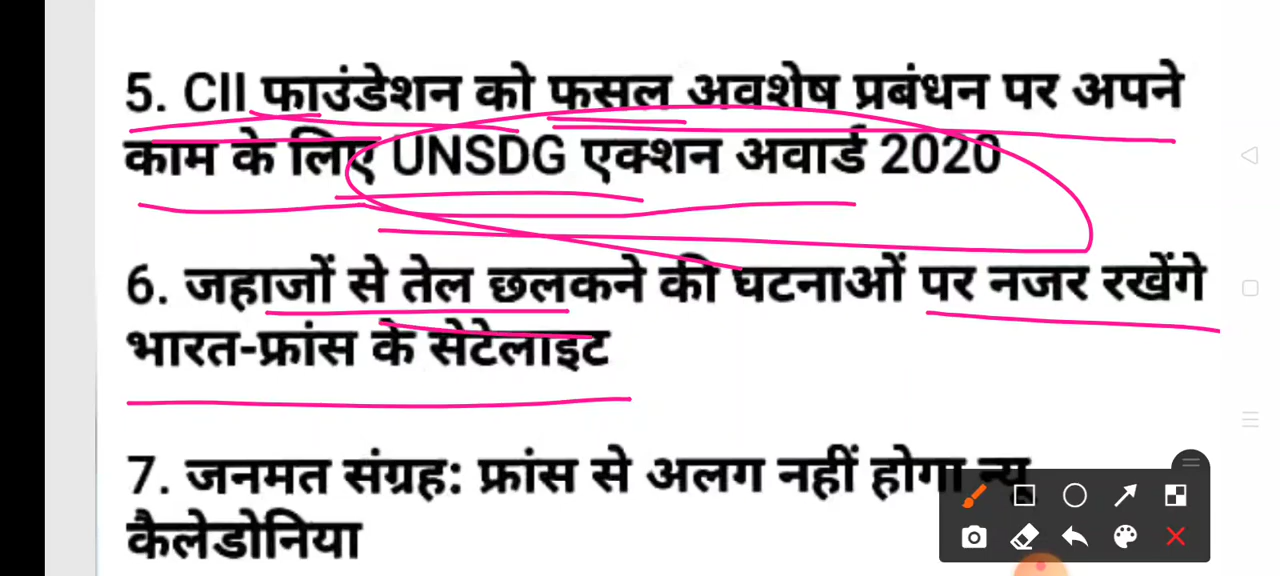 5. CII फाउंडेशन को फसल अवशेष प्रबंधन पर अपने
काम के लिए UNSDG एक्शन अवार्ड 2020
6. जहाजों से तेल छलकने की घटनाओं पर नजर रखेंगे
भारत-फ्रांस के सेटेलाइट
7. जनमत संग्रह: फ्रांस से अलग नहीं होगा न्यू
कैलेडोनिया